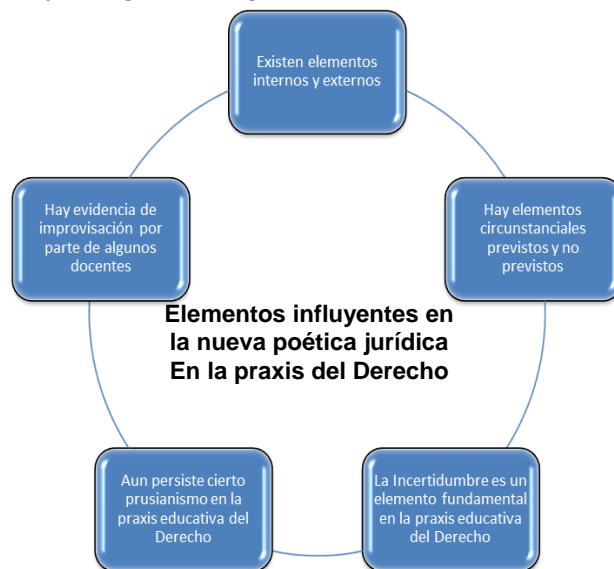 Existen elementos
internos y externos
Hay elementos
circunstanciales
previstos y no
previstos
La Incertidumbre es un
elemento fundamental
en la praxis educativa
del Derecho
Aun persiste cierto
prusianismo en la
praxis educativa del
Derecho
Hay evidencia de
improvisación por
parte de algunos
docentes
Elementos influyentes en
la nueva poética jurídica
En la praxis del Derecho